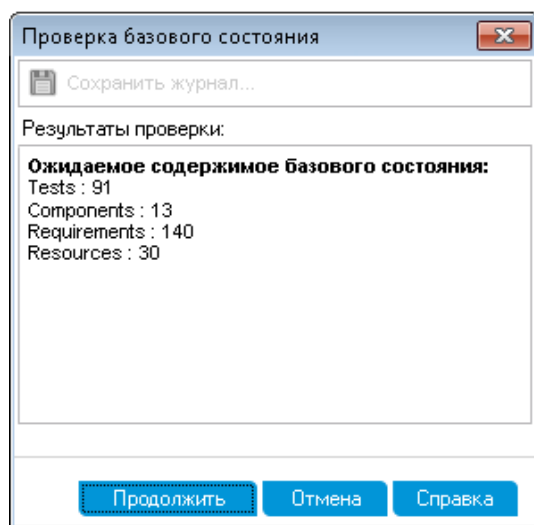 Проверка базового состояния
Сохранить журнал...
Результаты проверки:
Ожидаемое содержимое базового состояния:
Tests : 91
Components : 13
Requirements : 140
Resources : 30
Продолжить Отмена Справка